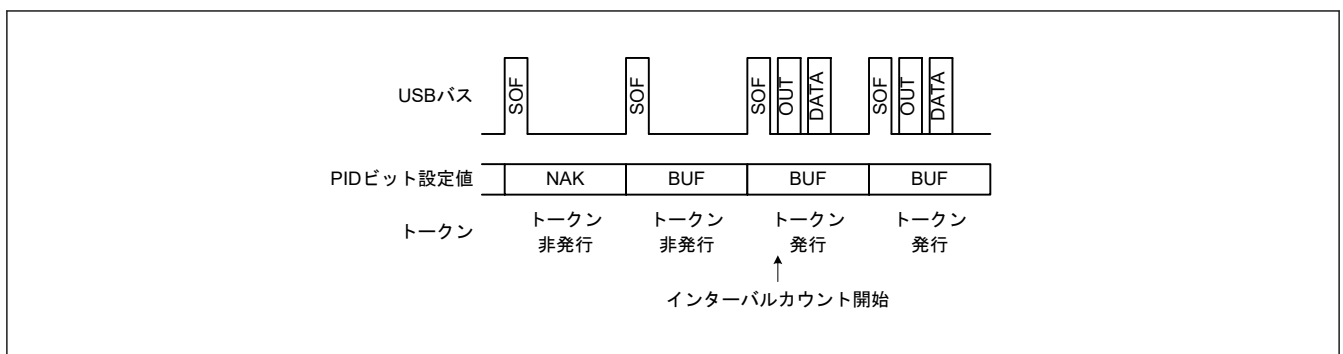 USBバス
SOF
SOF
SOF
OUT
DATA
SOF
OUT
DATA
PIDビット設定値
NAK
BUF
BUF
BUF
トークン
トークン
非発行
トークン
非発行
トークン
発行
トークン
発行
インターバルカウント開始